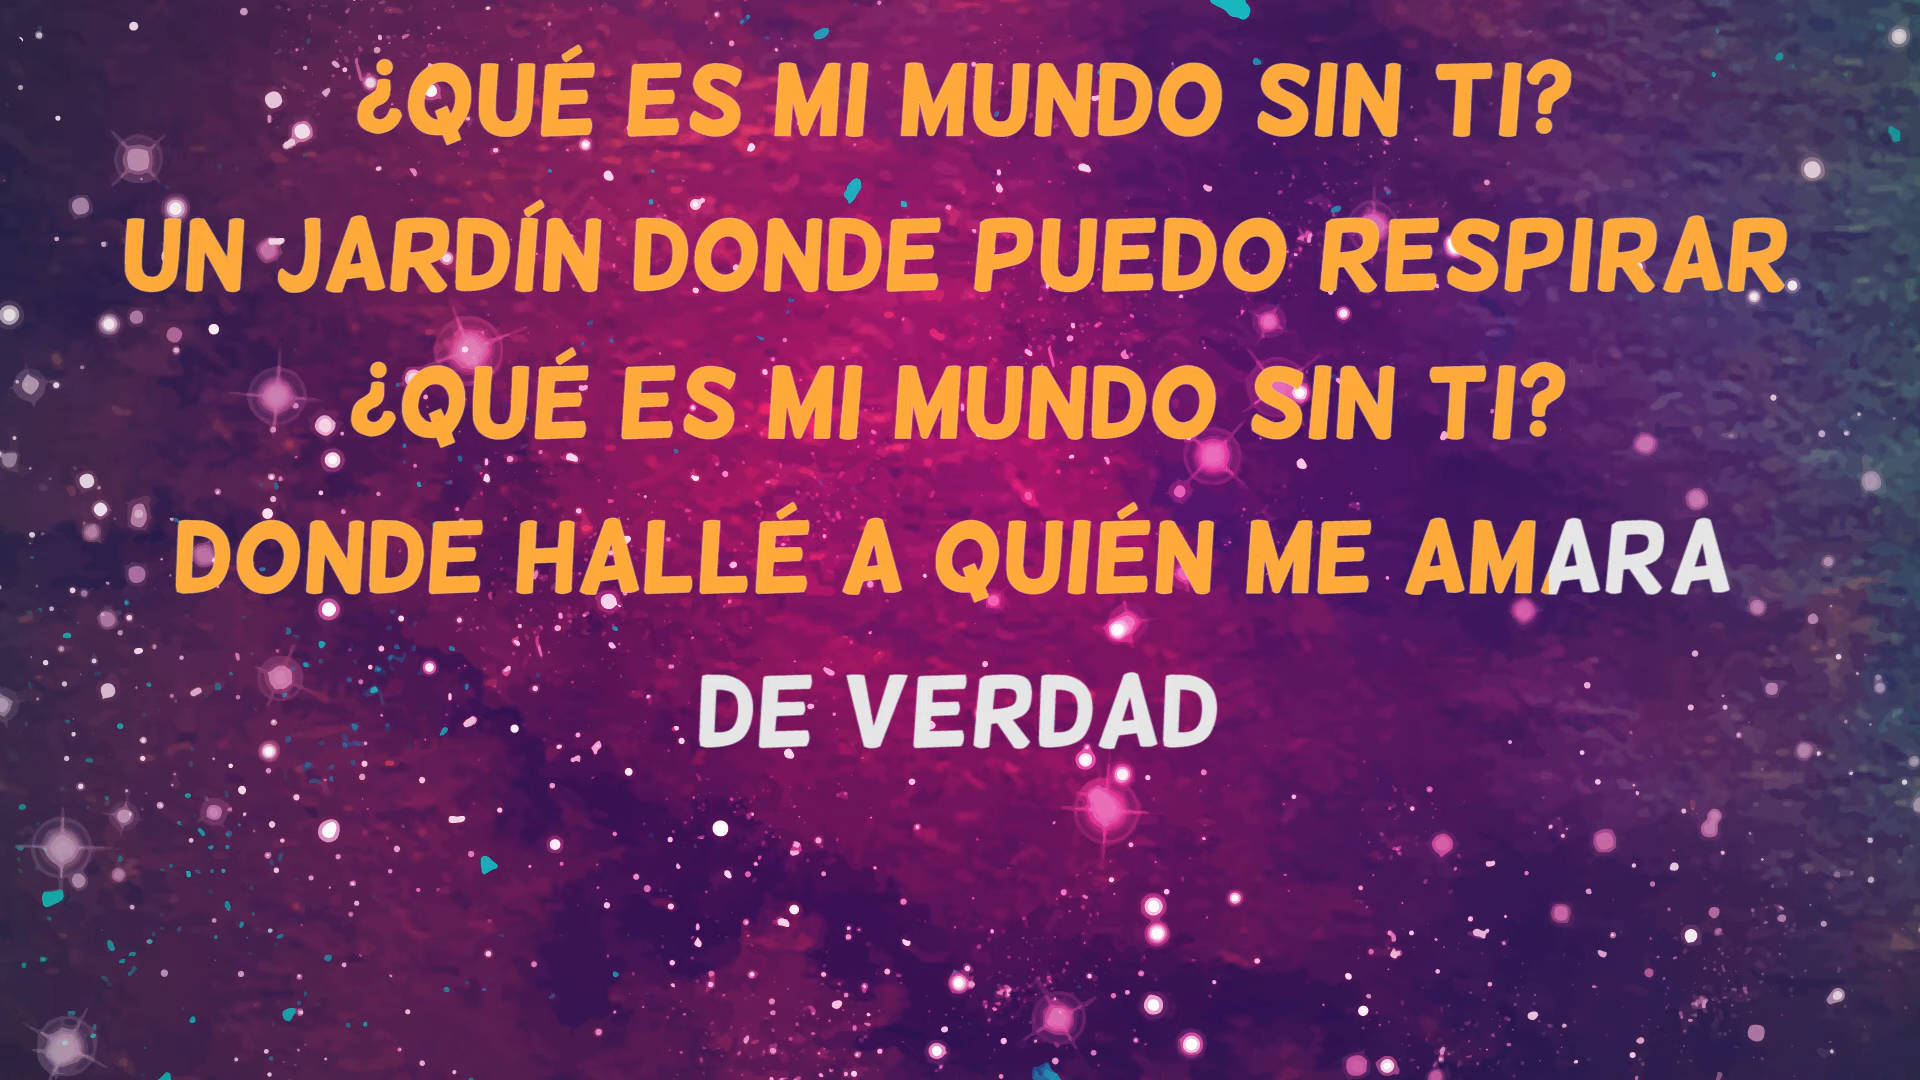 ¿QUÉ ES MI MUNDO SIN TI?
UN JARDÍN DONDE PUEDO RESPIRAR
¿QUÉ ES MI MUNDO SIN TI?
DONDE HALLÉ A QUIÉN ME AMARA
DE VERDAD